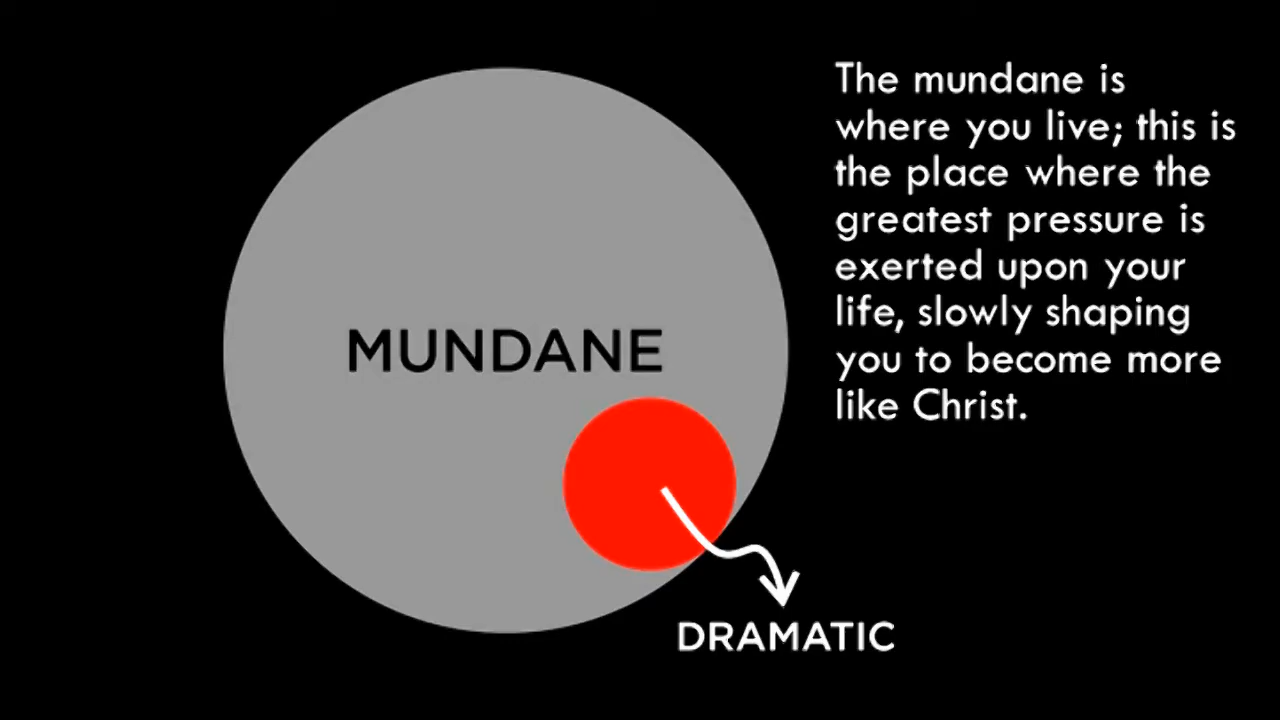 The mundane is
where you live; this is
the place where the
greatest pressure is
exerted upon your
life, slowly shaping
you to become more
like Christ.
MUNDANE
DRAMATIC